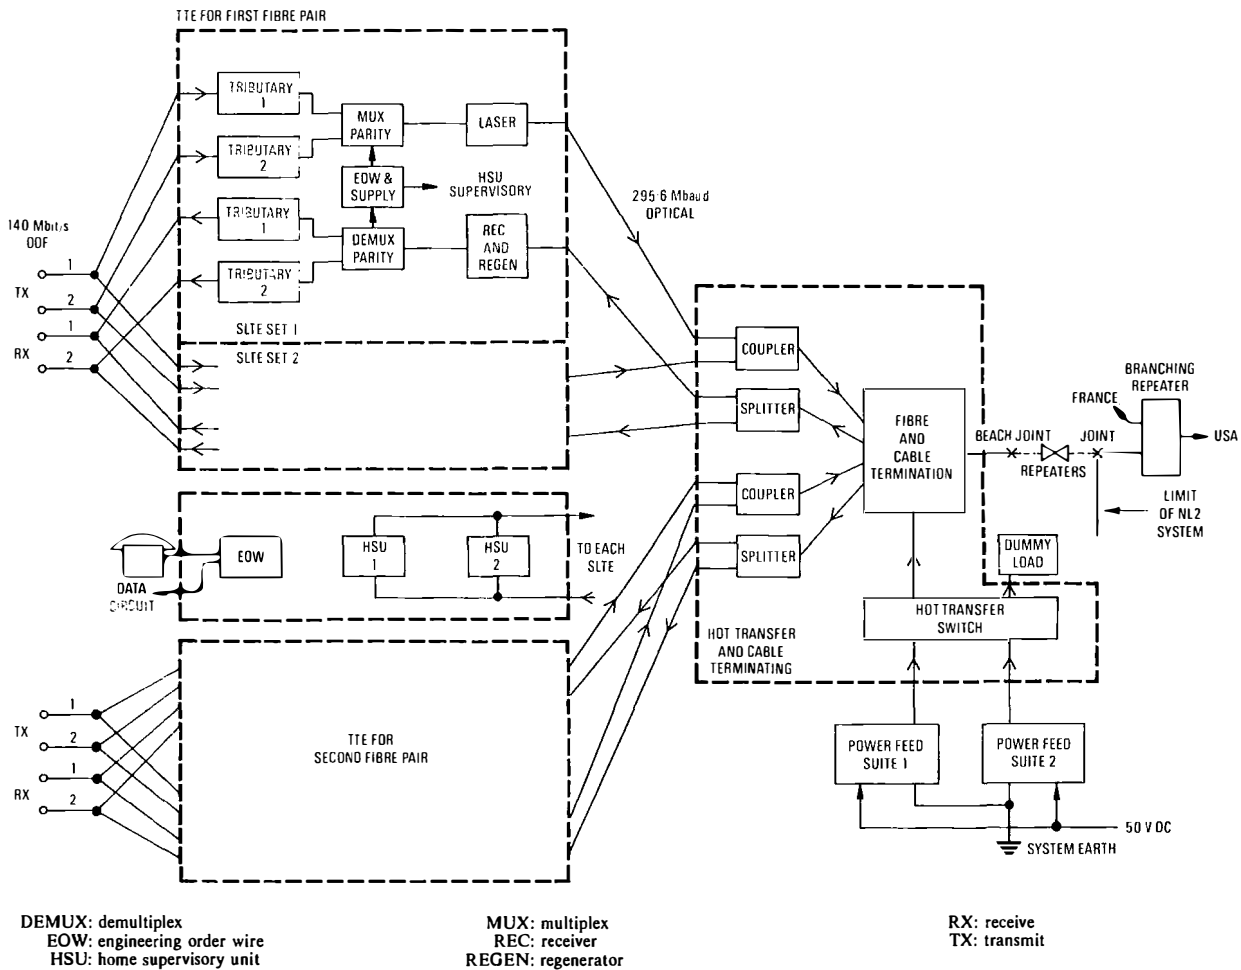 TTE FOR FIRST FIBRE PAIR
TRIBUTARY
1
MUX
PARITY
LASER
TRIBUTARY
2
EOW &
SUPPLY
HSU
SUPERVISORY
295·6 Mbaud
OPTICAL
TRIBUTARY
1
DEMUX
PARITY
REC
AND
REGEN
140 Mbit/s
DDF
TRIBUTARY
2
1
TX
2
1
RX
2
SLTE SET 1
SLTE SET 2
COUPLER
SPLITTER
FIBRE
AND
CABLE
TERMINATION
BRANCHING
REPEATER
FRANCE
USA
BEACH JOINT
JOINT
REPEATERS
LIMIT
OF NL2
SYSTEM
COUPLER
SPLITTER
DATA
CIRCUIT
EOW
HSU
1
HSU
2
TO EACH
SLTE
DUMMY
LOAD
HOT TRANSFER
SWITCH
HOT TRANSFER
AND CABLE
TERMINATING
1
TX
2
1
RX
2
TTE FOR
SECOND FIBRE PAIR
POWER FEED
SUITE 1
POWER FEED
SUITE 2
50 V DC
SYSTEM EARTH
DEMUX: demultiplex
EOW: engineering order wire
HSU: home supervisory unit
MUX: multiplex
REC: receiver
REGEN: regenerator
RX: receive
TX: transmit